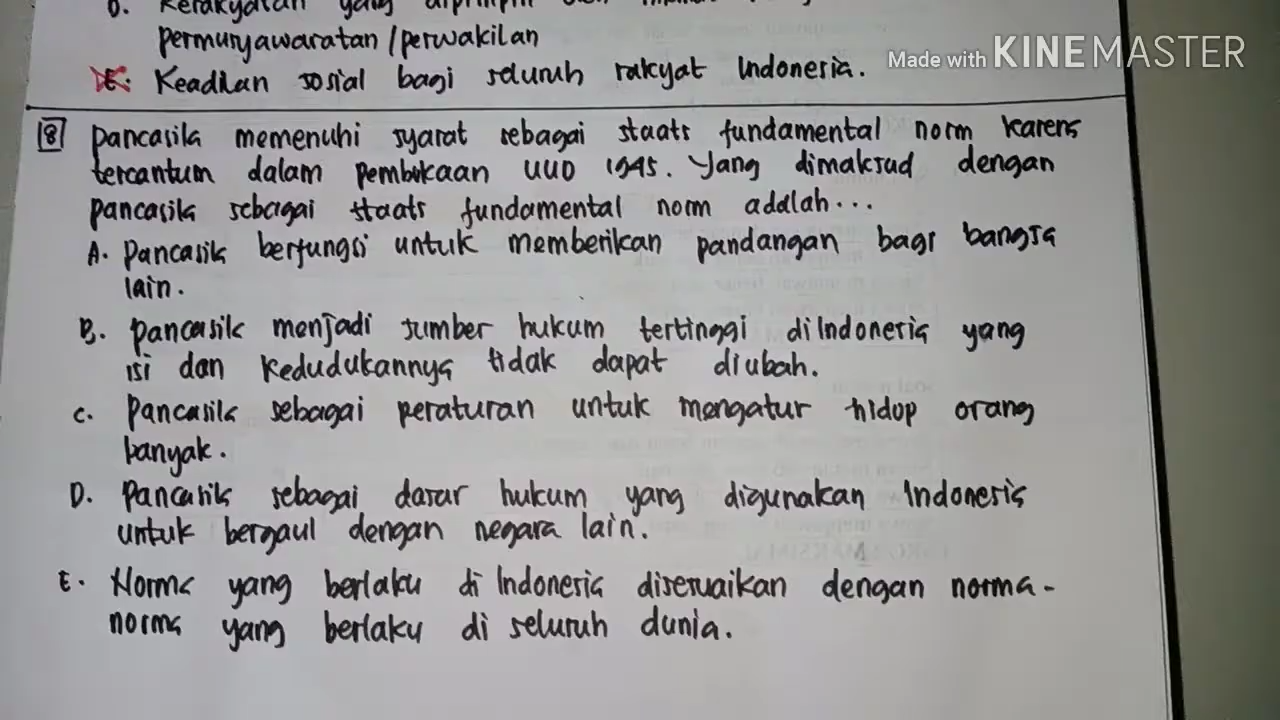 D. Kerakyatan yang dipimpin oleh
permusyawaratan/perwakilan
E. Keadilan sosial bagi seluruh rakyat Indonesia.
Made with KINEMASTER
8 pancasila memenuhi syarat sebagai staats fundamental norm karena
tercantum dalam pembukaan UUD 1945. Yang dimaksud dengan
pancasila sebagai staats fundamental norm adalah...
A. Pancasila berfungsi untuk memberikan pandangan bagi bangsa
lain.
B. pancasila menjadi sumber hukum tertinggi di Indonesia yang
isi dan kedudukannya tidak dapat diubah.
C. Pancasila sebagai peraturan untuk mengatur hidup orang
banyak.
D. Pancasila sebagai dasar hukum yang digunakan Indonesia
untuk bergaul dengan negara lain.
E. Norma yang berlaku di Indonesia disesuaikan dengan norma-
norma yang berlaku di seluruh dunia.